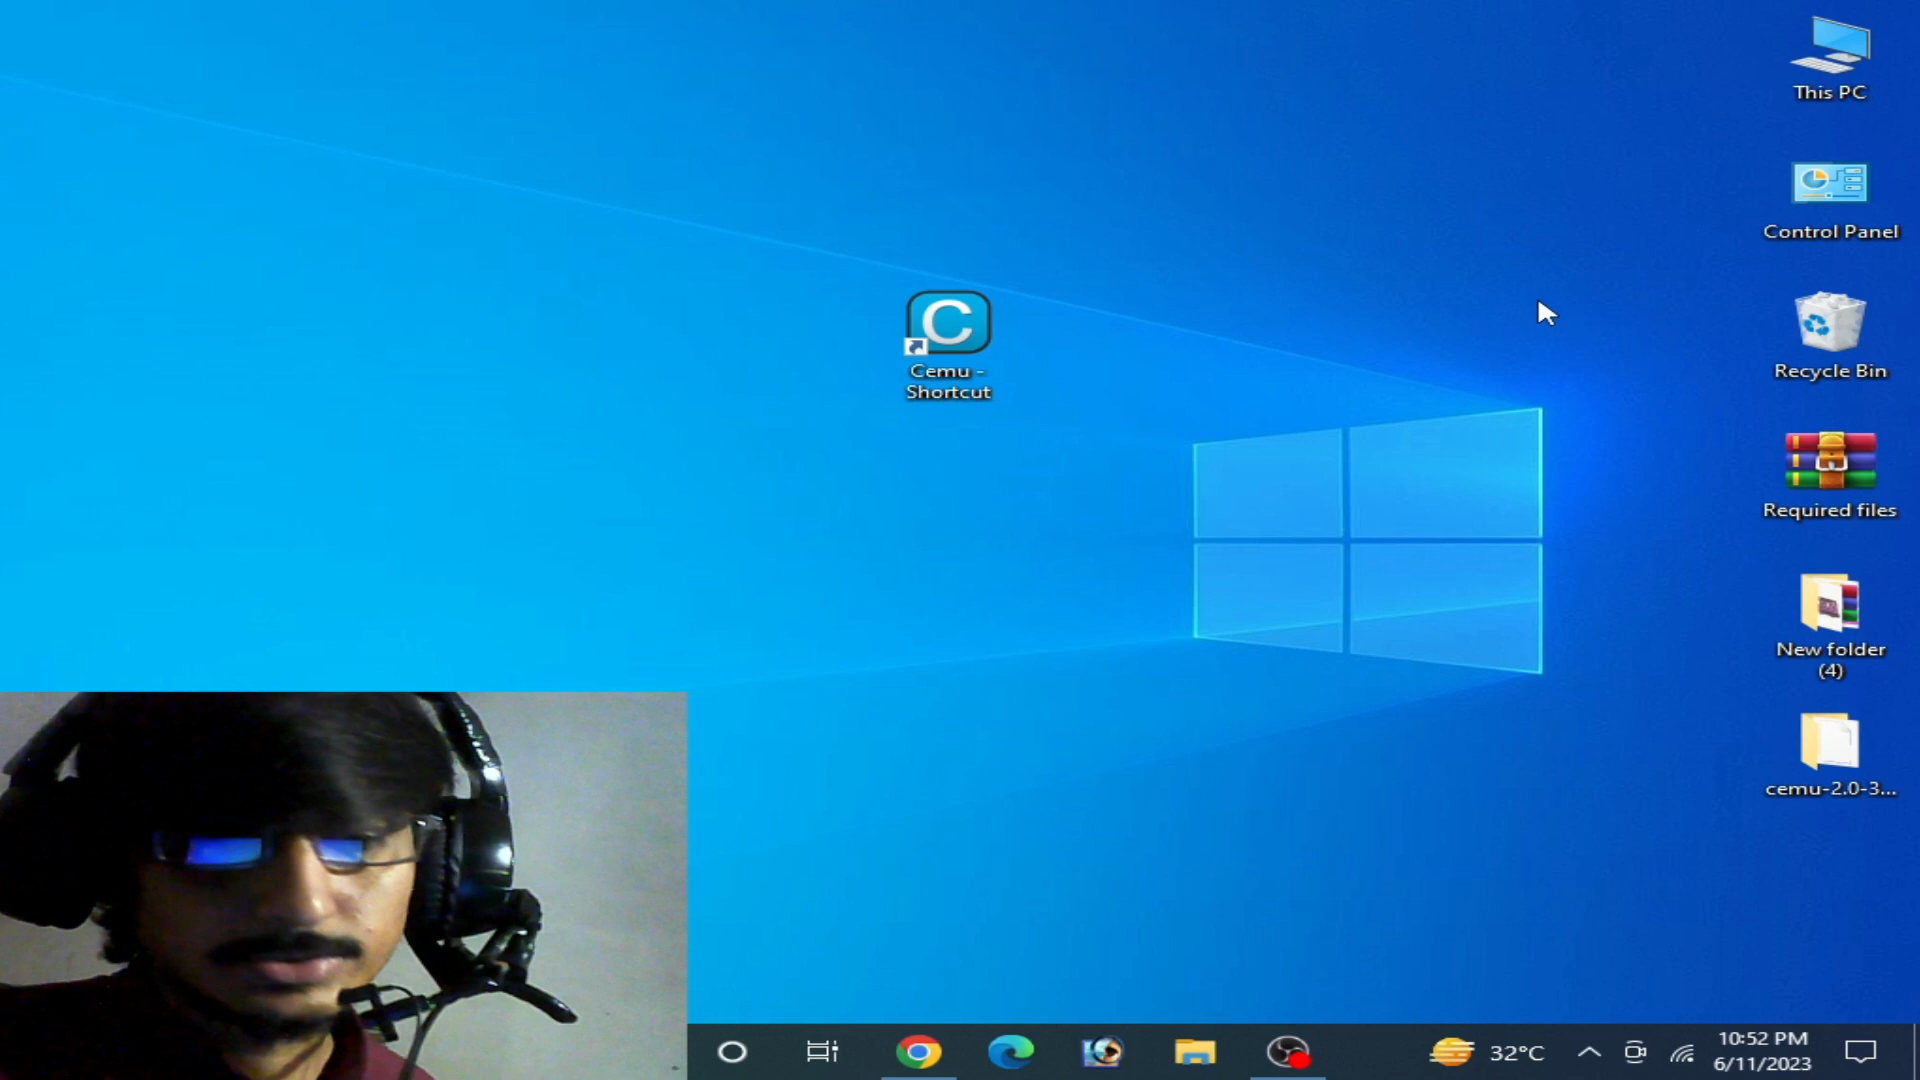 This PC
Control Panel
Recycle Bin
Required files
New folder
(4)
cemu-2.0-3...
C
Cemu -
Shortcut
32°C
10:52 PM
6/11/2023